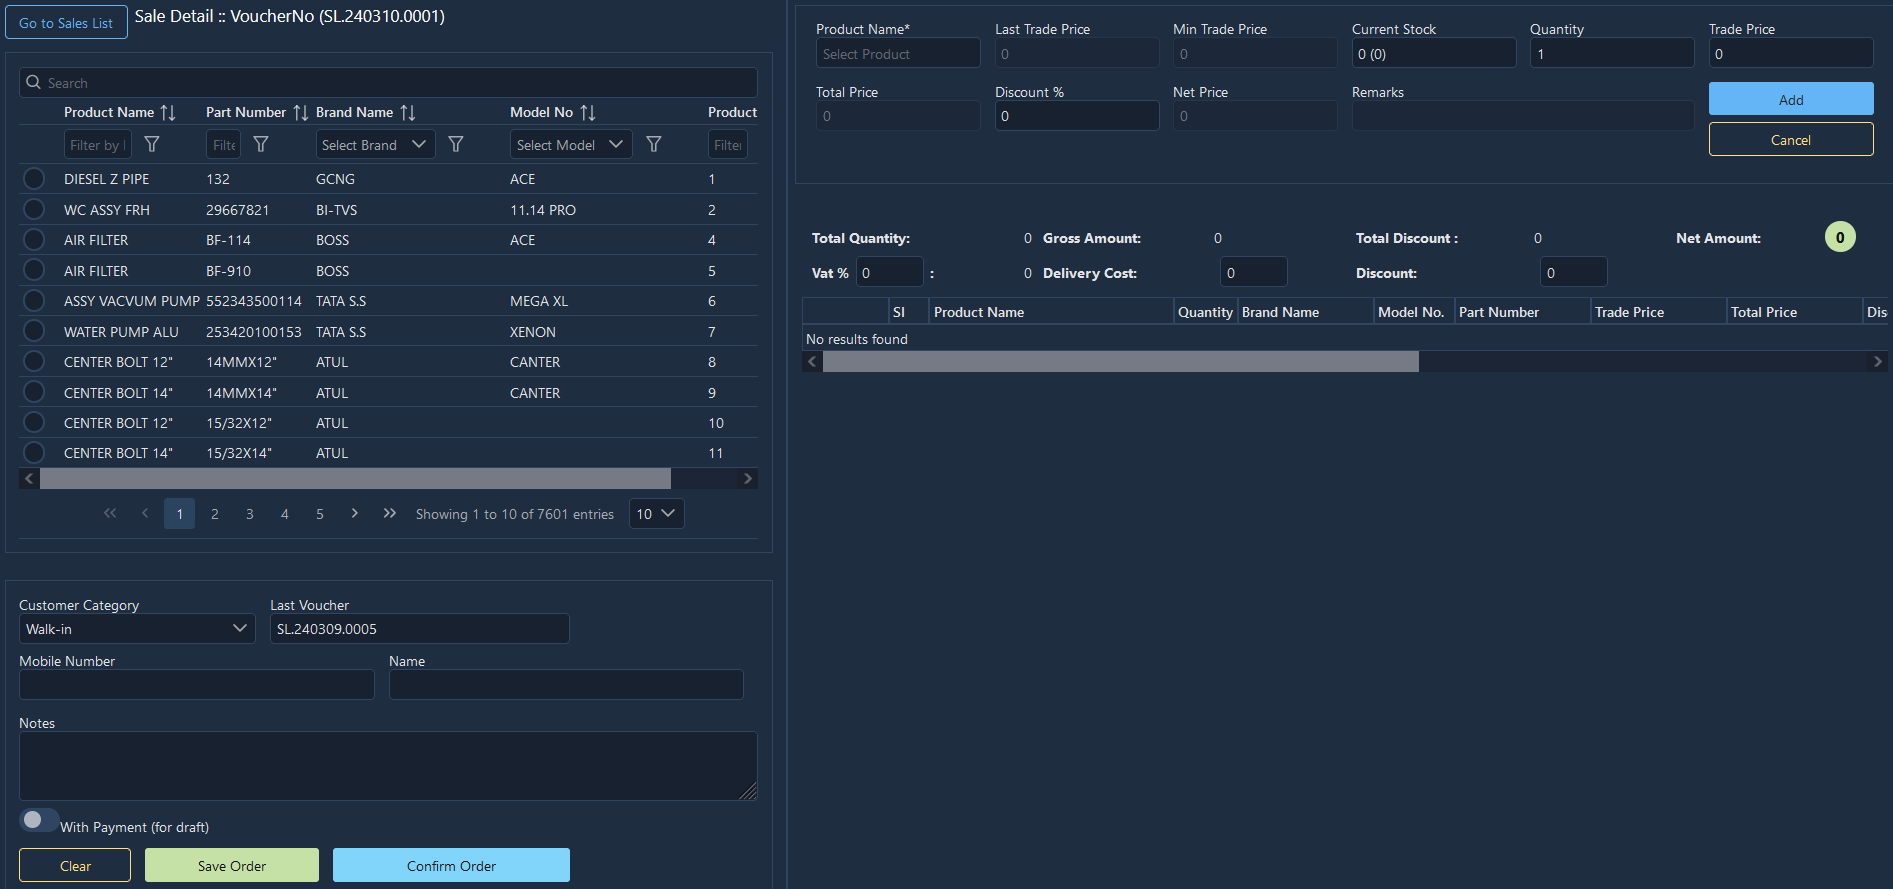 Go to Sales List Sale Detail :: VoucherNo (SL.240310.0001)
Search
Product Name Part Number Brand Name Model No Product
Filter by Filte Select Brand Select Model Filter
DIESEL Z PIPE 132 GCNG ACE 1
WC ASSY FRH 29667821 BI-TVS 11.14 PRO 2
AIR FILTER BF-114 BOSS ACE 4
AIR FILTER BF-910 BOSS 5
ASSY VACVUM PUMP 552343500114 TATA S.S MEGA XL 6
WATER PUMP ALU 253420100153 TATA S.S XENON 7
CENTER BOLT 12" 14MMX12" ATUL CANTER 8
CENTER BOLT 14" 14MMX14" ATUL CANTER 9
CENTER BOLT 12" 15/32X12" ATUL 10
CENTER BOLT 14" 15/32X14" ATUL 11
1 2 3 4 5 Showing 1 to 10 of 7601 entries 10
Customer Category Last Voucher
Walk-in SL.240309.0005
Mobile Number Name
Notes
With Payment (for draft)
Clear Save Order Confirm Order
Product Name* Last Trade Price Min Trade Price Current Stock Quantity Trade Price
Select Product 0 0 0 (0) 1 0
Total Price Discount % Net Price Remarks
0 0 0
Add
Cancel
Total Quantity: 0 Gross Amount: 0 Total Discount : 0 Net Amount: 0
Vat % 0 : 0 Delivery Cost: 0 Discount: 0
SI Product Name Quantity Brand Name Model No. Part Number Trade Price Total Price Dis
No results found